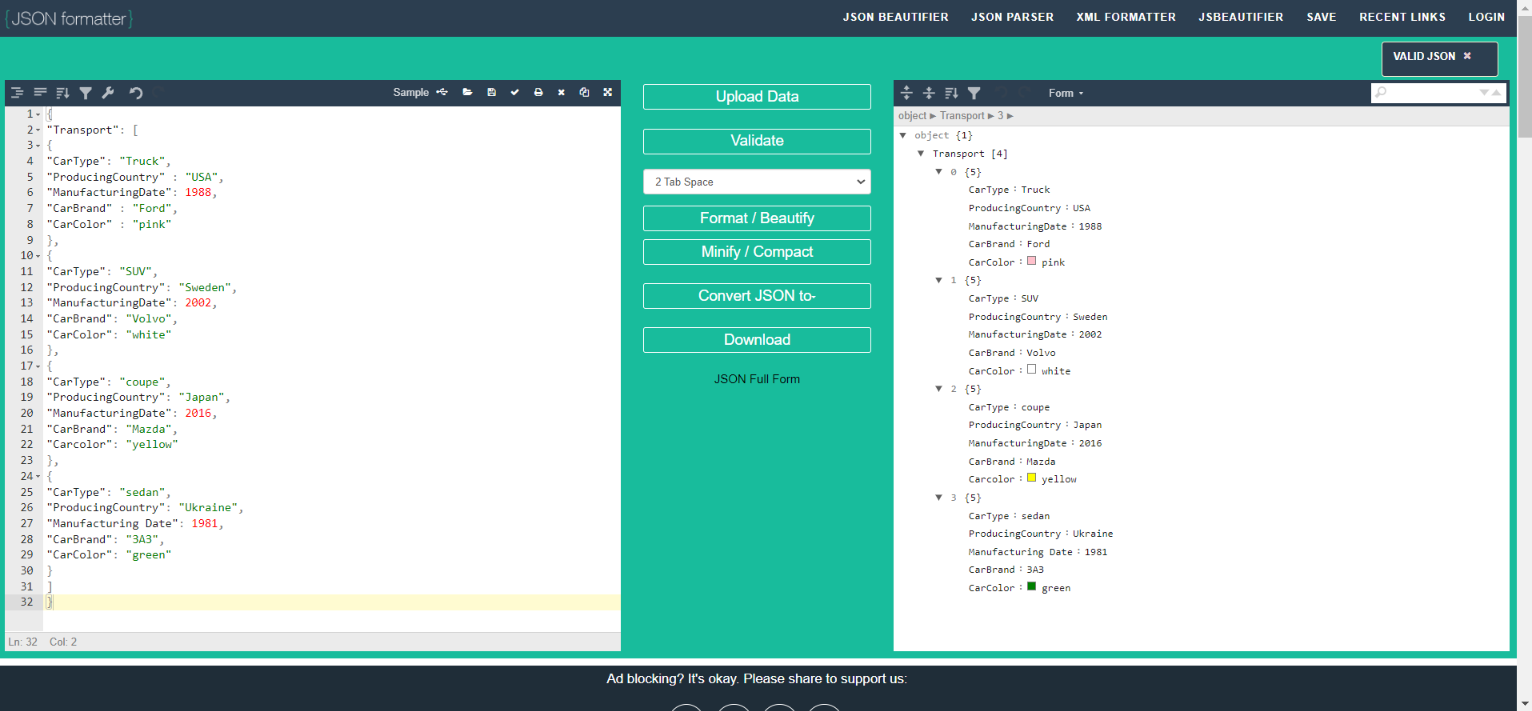 {JSON formatter}
JSON BEAUTIFIER JSON PARSER XML FORMATTER JSBEAUTIFIER SAVE RECENT LINKS LOGIN
VALID JSON ✖
Sample
1 {
2 "Transport": [
3 {
4 "CarType": "Truck",
5 "ProducingCountry" : "USA",
6 "ManufacturingDate": 1988,
7 "CarBrand" : "Ford",
8 "CarColor" : "pink"
9 },
10 {
11 "CarType": "SUV",
12 "ProducingCountry": "Sweden",
13 "ManufacturingDate": 2002,
14 "CarBrand": "Volvo",
15 "CarColor": "white"
16 },
17 {
18 "CarType": "coupe",
19 "ProducingCountry": "Japan",
20 "ManufacturingDate": 2016,
21 "CarBrand": "Mazda",
22 "Carcolor": "yellow"
23 },
24 {
25 "CarType": "sedan",
26 "ProducingCountry": "Ukraine",
27 "Manufacturing Date": 1981,
28 "CarBrand": "ЗАЗ",
29 "CarColor": "green"
30 }
31 ]
32 }
Ln: 32 Col: 2
Upload Data
Validate
2 Tab Space
Format / Beautify
Minify / Compact
Convert JSON to-
Download
JSON Full Form
Form
object ▶ Transport ▶ 3 ▶
object {1}
Transport [4]
0 {5}
CarType : Truck
ProducingCountry : USA
ManufacturingDate : 1988
CarBrand : Ford
CarColor : pink
1 {5}
CarType : SUV
ProducingCountry : Sweden
ManufacturingDate : 2002
CarBrand : Volvo
CarColor : white
2 {5}
CarType : coupe
ProducingCountry : Japan
ManufacturingDate : 2016
CarBrand : Mazda
Carcolor : yellow
3 {5}
CarType : sedan
ProducingCountry : Ukraine
Manufacturing Date : 1981
CarBrand : ЗАЗ
CarColor : green
Ad blocking? It's okay. Please share to support us: